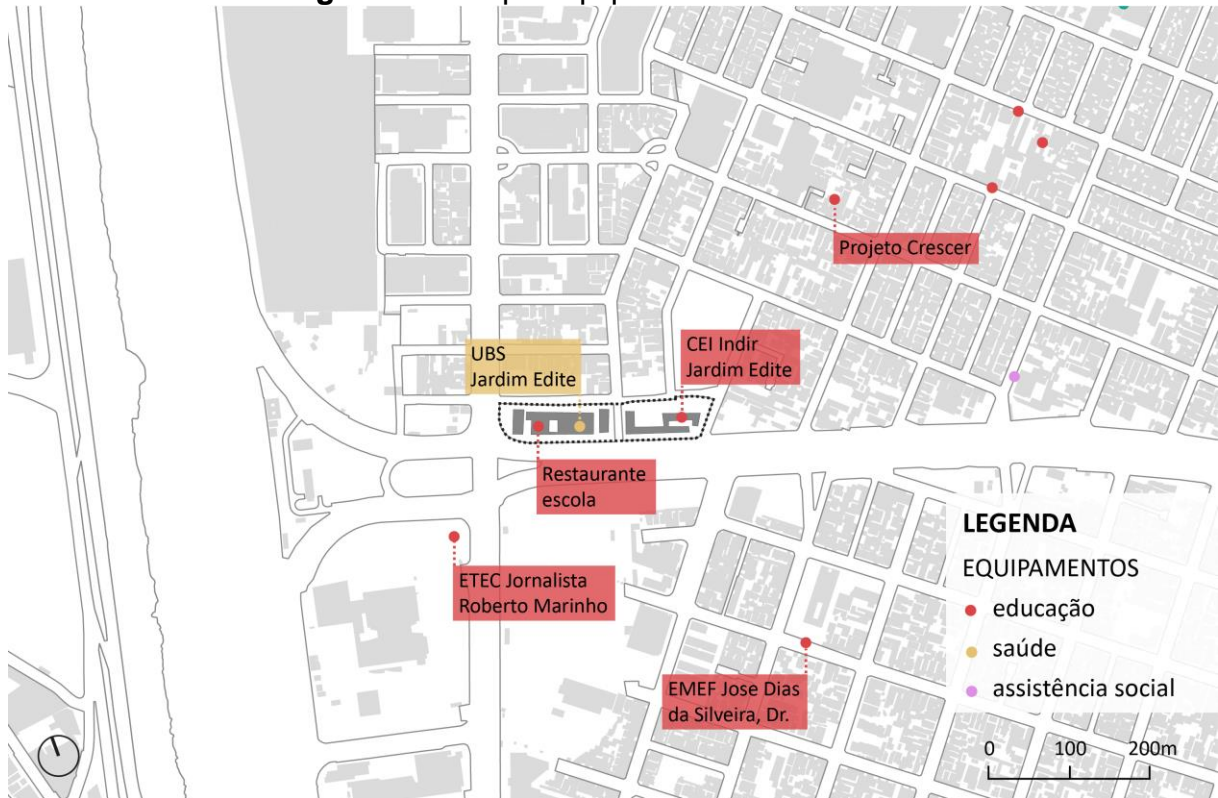 Projeto Crescer
UBS
Jardim Edite
CEI Indir
Jardim Edite
Restaurante
escola
ETEC Jornalista
Roberto Marinho
EMEF Jose Dias
da Silveira, Dr.
LEGENDA
EQUIPAMENTOS
educação
saúde
assistência social
0 100 200m